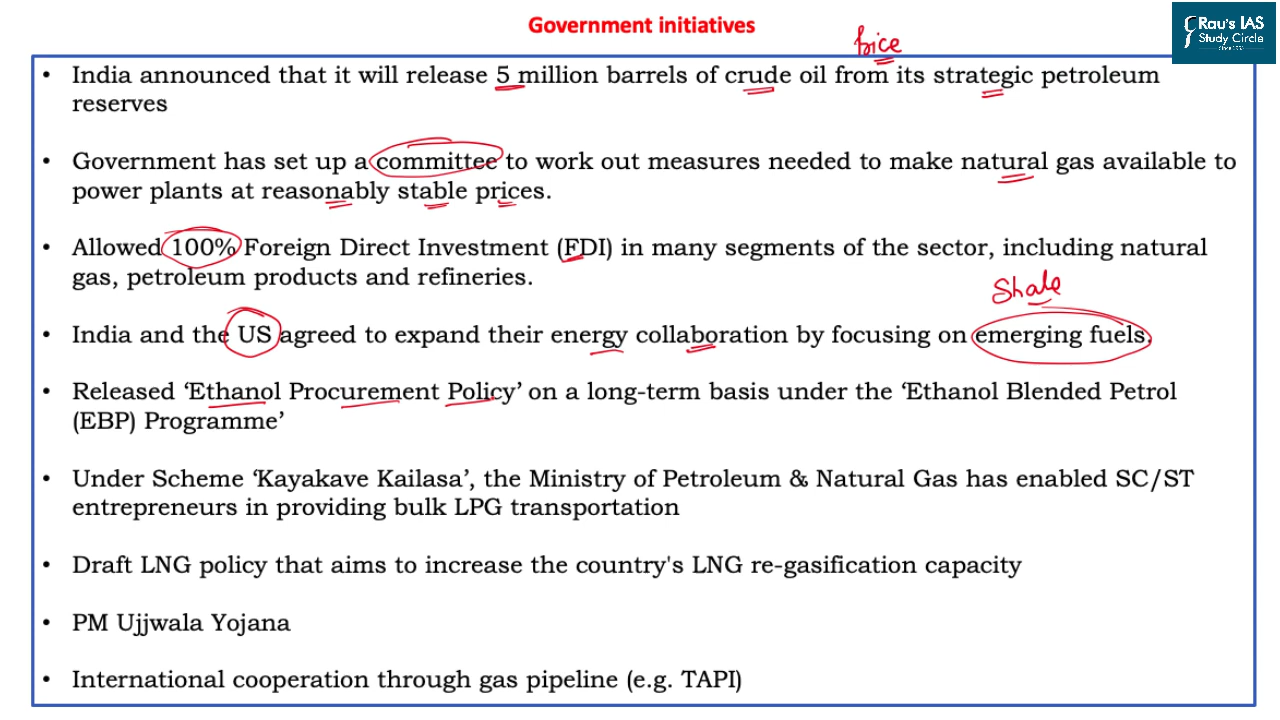 Government initiatives
Rau's IAS
Study Circle
Price
• India announced that it will release 5 million barrels of crude oil from its strategic petroleum
reserves
• Government has set up a committee to work out measures needed to make natural gas available to
power plants at reasonably stable prices.
• Allowed 100% Foreign Direct Investment (FDI) in many segments of the sector, including natural
gas, petroleum products and refineries.
Shale
• India and the US agreed to expand their energy collaboration by focusing on emerging fuels.
• Released ‘Ethanol Procurement Policy’ on a long-term basis under the ‘Ethanol Blended Petrol
(EBP) Programme’
• Under Scheme ‘Kayakave Kailasa’, the Ministry of Petroleum & Natural Gas has enabled SC/ST
entrepreneurs in providing bulk LPG transportation
• Draft LNG policy that aims to increase the country's LNG re-gasification capacity
• PM Ujjwala Yojana
• International cooperation through gas pipeline (e.g. TAPI)